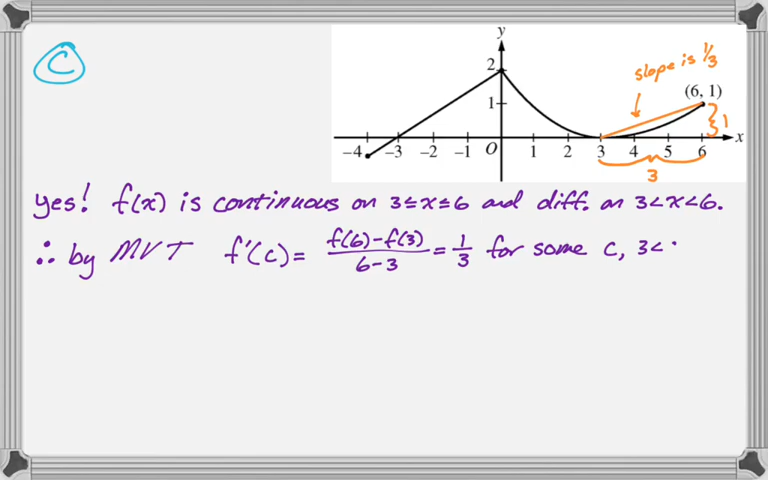 C
y
2
slope is 1/3
(6, 1)
1
1
x
-4 -3 -2 -1 O 1 2 3 4 5 6
3
yes! f(x) is continuous on 3≤x≤6 and diff. on 3<x<6.
∴ by MVT f'(c) = f(6)-f(3)/6-3 = 1/3 for some c, 3<